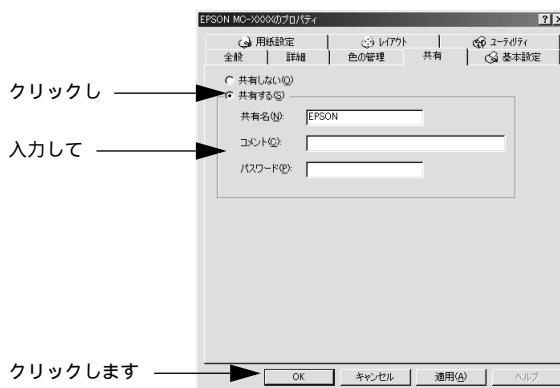 EPSON MC-XXXXのプロパティ
用紙設定 レイアウト ユーティリティ
全般 詳細 色の管理 共有 基本設定
共有しない(O)
クリックし
共有する(S)
共有名(N): EPSON
入力して
コメント(C):
パスワード(P):
クリックします
OK キャンセル 適用(A) ヘルプ